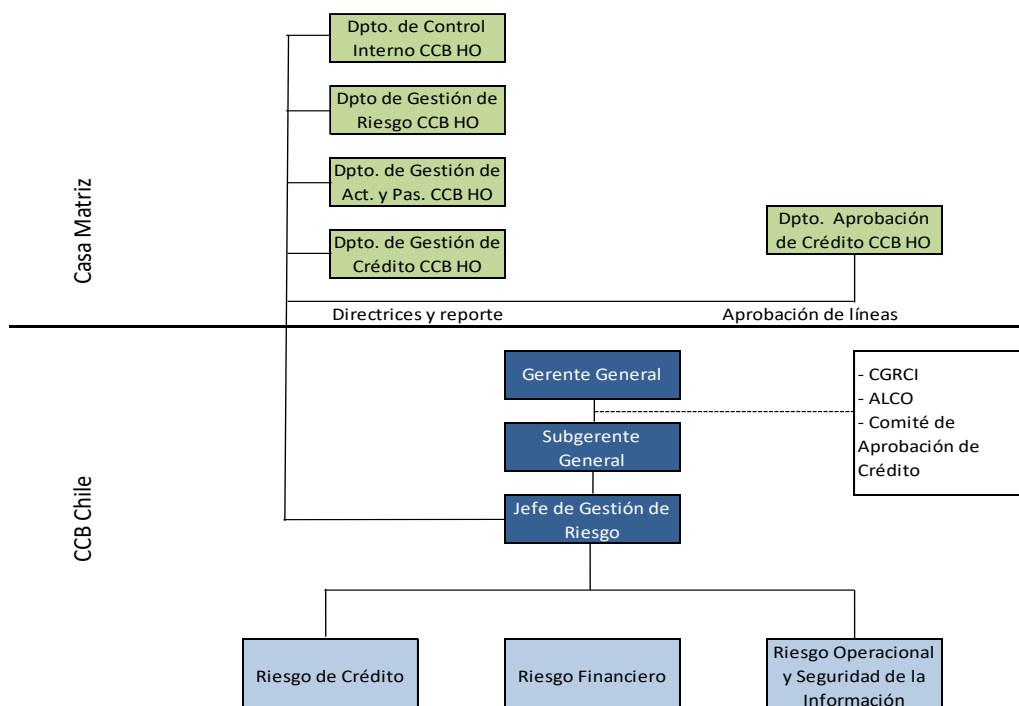 Dpto. de Control
Interno CCB HO
Dpto de Gestión de
Riesgo CCB HO
Dpto. de Gestión de
Act. y Pas. CCB HO
Dpto. de Gestión de
Crédito CCB HO
Dpto. Aprobación
de Crédito CCB HO
Casa Matriz
Directrices y reporte
Aprobación de líneas
Gerente General
- CGRCI
- ALCO
- Comité de
Aprobación de
Crédito
Subgerente
General
Jefe de Gestión de
Riesgo
CCB Chile
Riesgo de Crédito
Riesgo Financiero
Riesgo Operacional
y Seguridad de la
Información